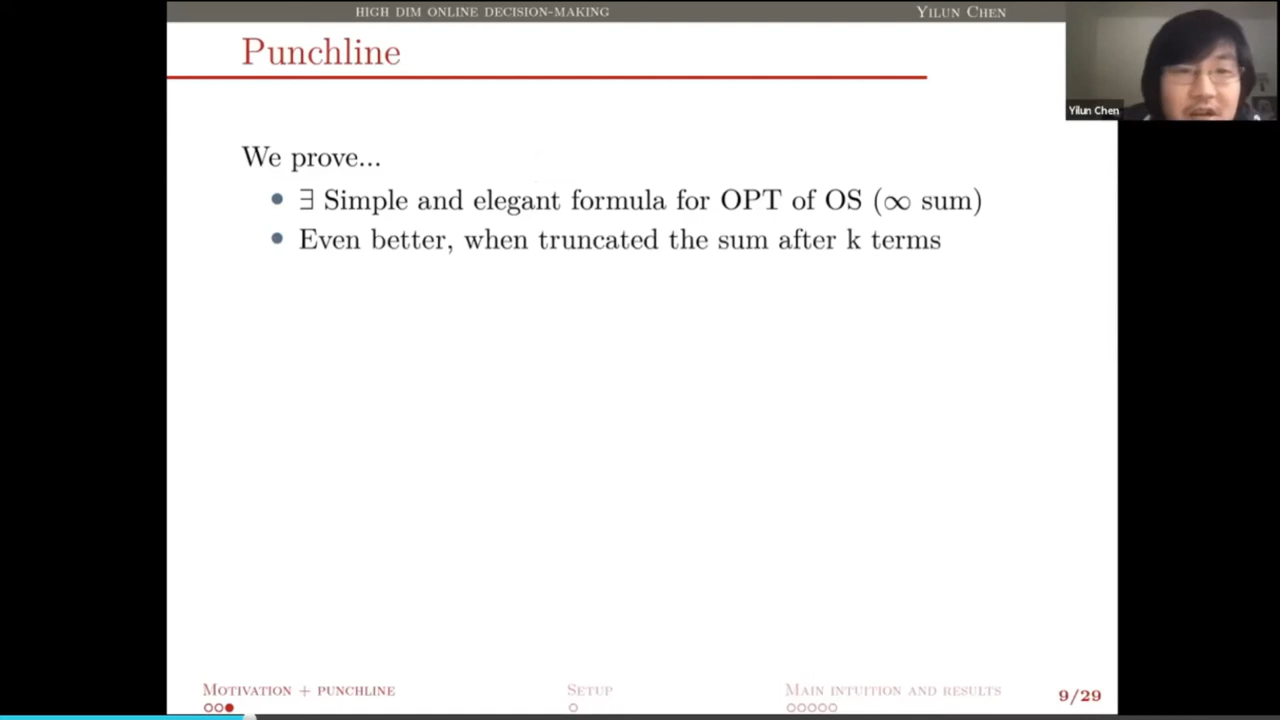 HIGH DIM ONLINE DECISION-MAKING YILUN CHEN
Punchline
Yilun Chen
We prove...
• ∃ Simple and elegant formula for OPT of OS (∞ sum)
• Even better, when truncated the sum after k terms
MOTIVATION + PUNCHLINE SETUP MAIN INTUITION AND RESULTS
9/29